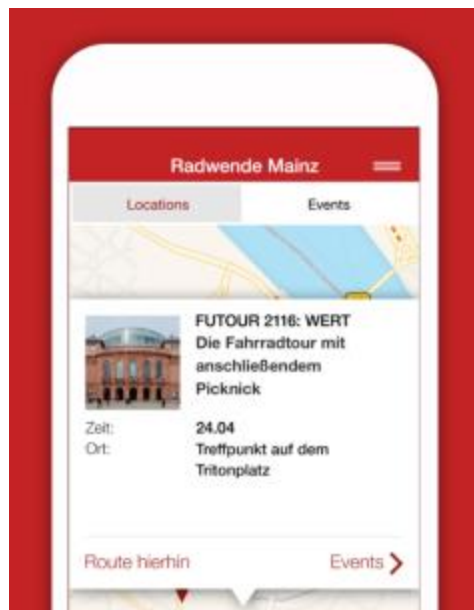 Radwende Mainz
Locations
Events
FUTOUR 2116: WERT
Die Fahrradtour mit
anschließendem
Picknick
Zeit:
24.04
Ort:
Treffpunkt auf dem
Tritonplatz
Route hierhin
Events